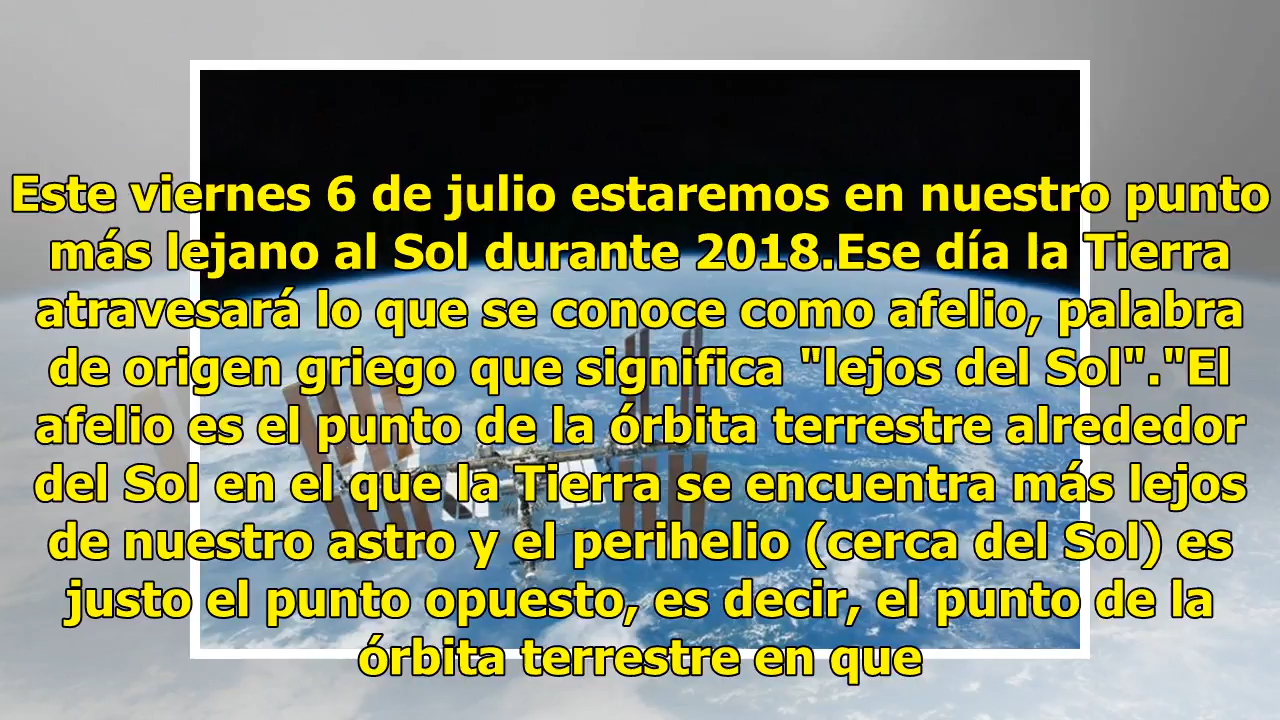 Este viernes 6 de julio estaremos en nuestro punto
más lejano al Sol durante 2018.Ese día la Tierra
atravesará lo que se conoce como afelio, palabra
de origen griego que significa "lejos del Sol"."El
afelio es el punto de la órbita terrestre alrededor
del Sol en el que la Tierra se encuentra más lejos
de nuestro astro y el perihelio (cerca del Sol) es
justo el punto opuesto, es decir, el punto de la
órbita terrestre en que